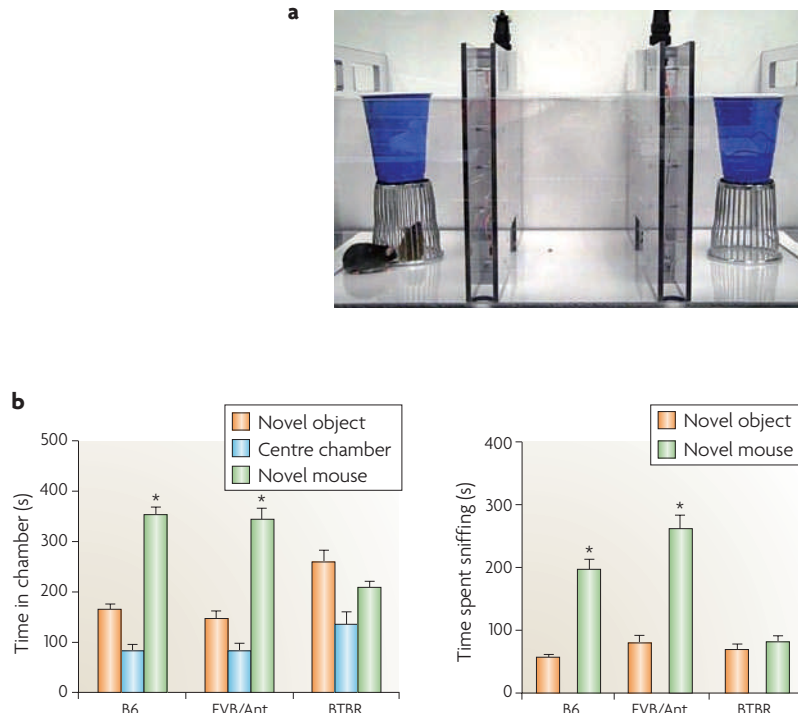 a
b
Novel object
Centre chamber
Novel mouse
Time in chamber (s)
500
400
300
200
100
0
*
*
B6
FVB/Ant
BTBR
Novel object
Novel mouse
Time spent sniffing (s)
400
300
200
100
0
*
*
B6
FVB/Ant
BTBR